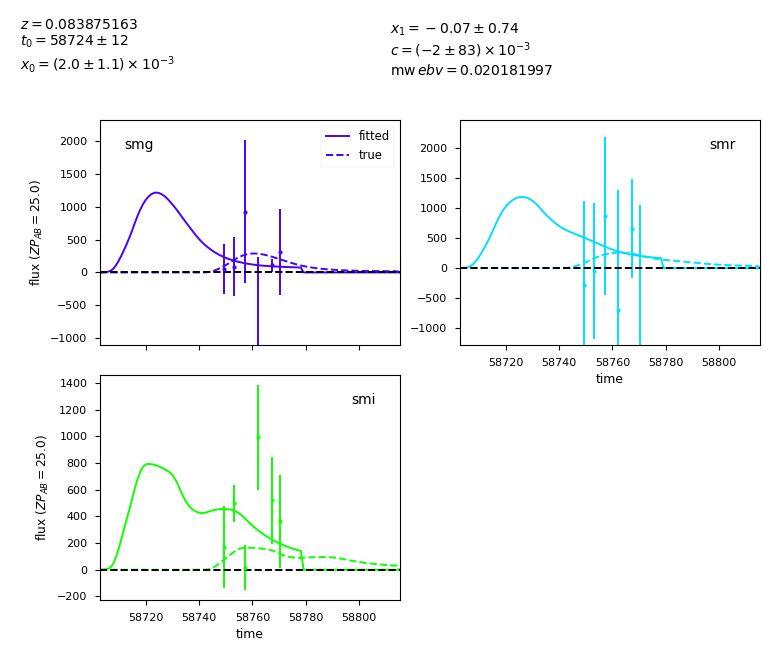 z = 0.083875163
t₀ = 58724 ± 12
x₀ = (2.0 ± 1.1) × 10⁻³
x₁ = −0.07 ± 0.74
c = (−2 ± 83) × 10⁻³
mw ebv = 0.020181997
smg
fitted
true
2000
1500
1000
500
0
−500
−1000
flux (ZP_AB = 25.0)
smr
2000
1500
1000
500
0
−500
−1000
58720 58740 58760 58780 58800
time
smi
1400
1200
1000
800
600
400
200
0
−200
flux (ZP_AB = 25.0)
58720 58740 58760 58780 58800
time